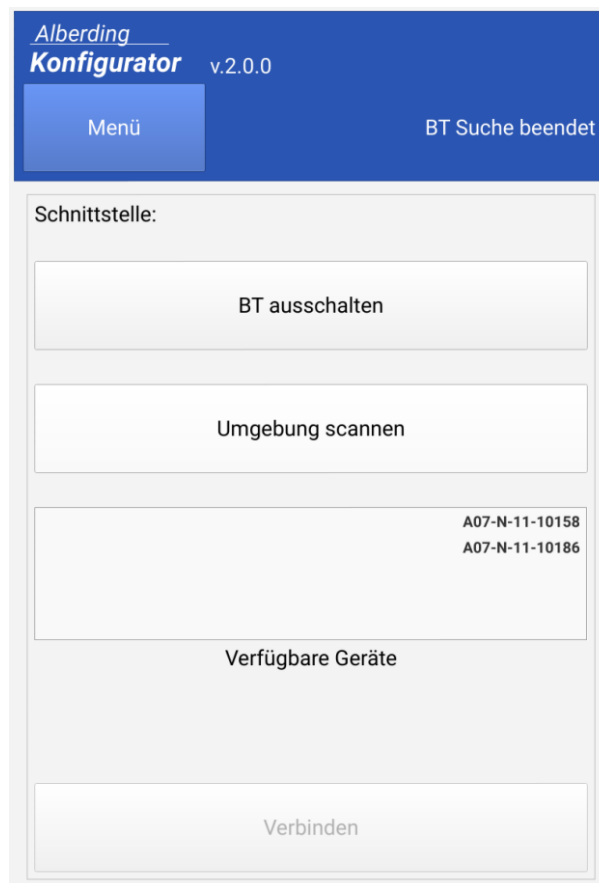 Alberding
Konfigurator v.2.0.0
Menü
BT Suche beendet
Schnittstelle:
BT ausschalten
Umgebung scannen
A07-N-11-10158
A07-N-11-10186
Verfügbare Geräte
Verbinden